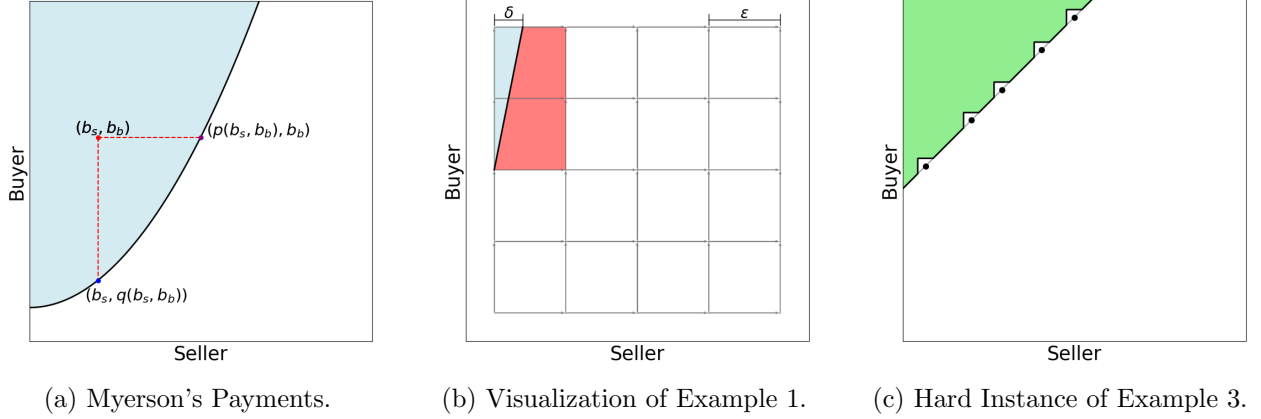 Buyer
(b_s, b_b)
(p(b_s, b_b), b_b)
(b_s, q(b_s, b_b))
Seller
(a) Myerson's Payments.
δ
ε
Buyer
Seller
(b) Visualization of Example 1.
Buyer
Seller
(c) Hard Instance of Example 3.